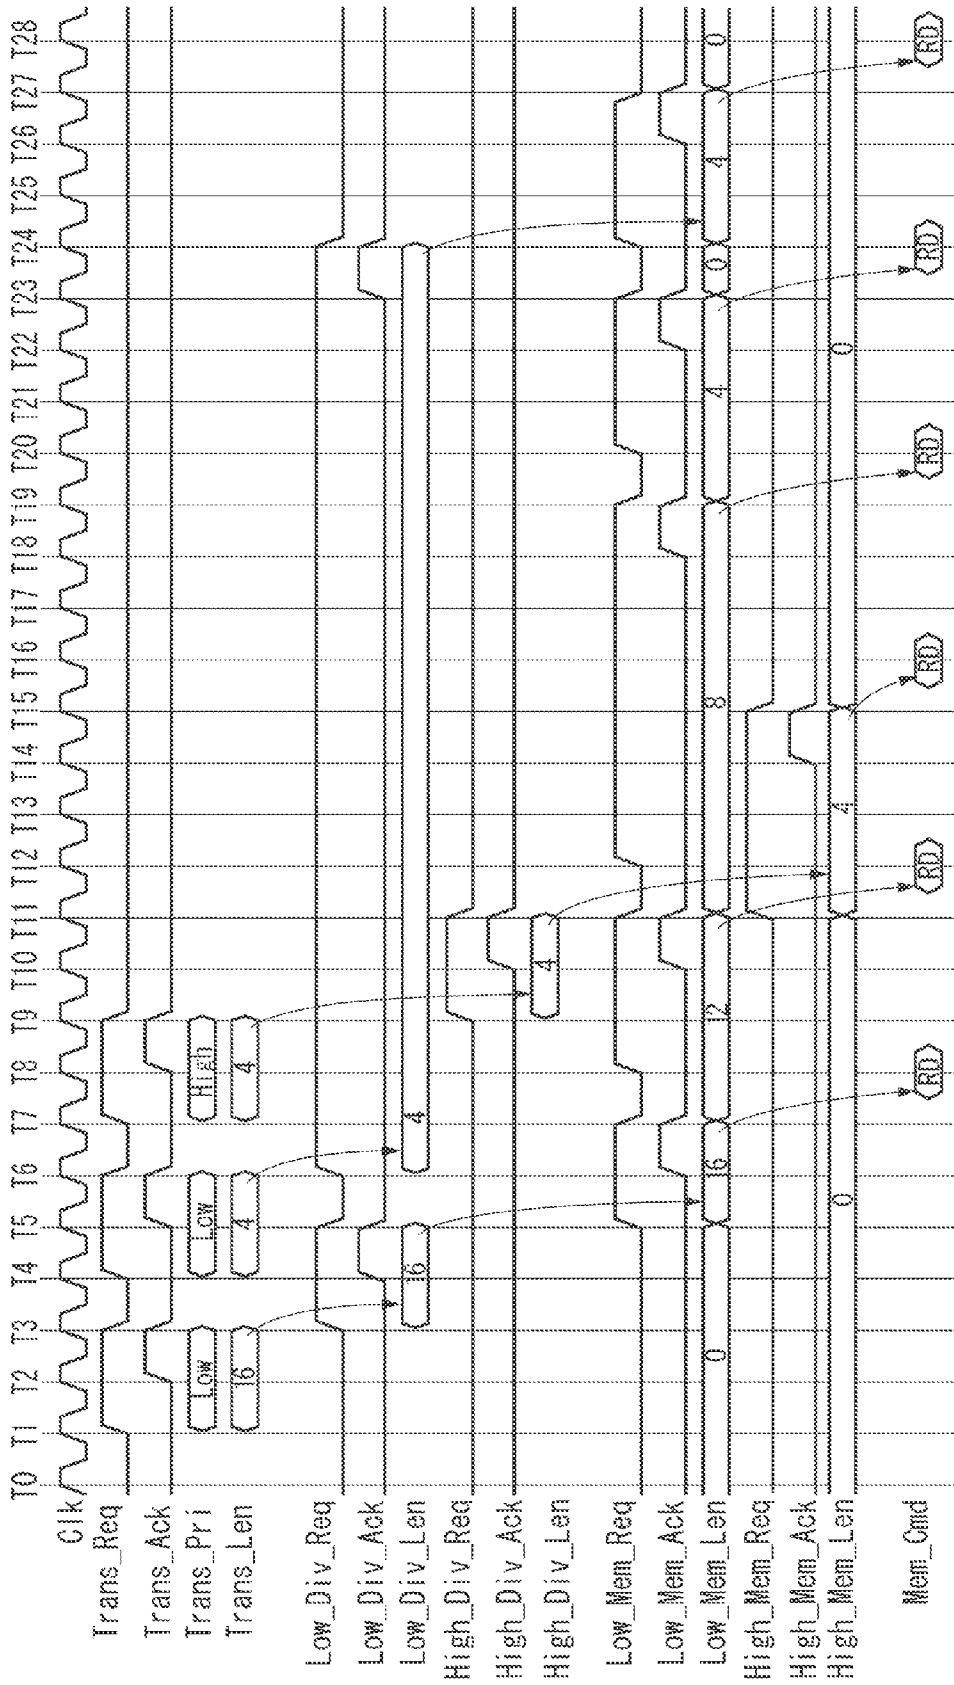 T0 T1 T2 T3 T4 T5 T6 T7 T8 T9 T10 T11 T12 T13 T14 T15 T16 T17 T18 T19 T20 T21 T22 T23 T24 T25 T26 T27 T28
Clk
Trans_Req
Trans_Ack
Trans_Pri Low Low High
Trans_Len 16 4 4
Low_Div_Req
Low_Div_Ack
Low_Div_Len 16 4
High_Div_Req
High_Div_Ack
High_Div_Len 4
Low_Mem_Req
Low_Mem_Ack
Low_Mem_Len 0 16 12 8 4 0 4 0
High_Mem_Req
High_Mem_Ack
High_Mem_Len 0 4 0
Mem_Cmd RD RD RD RD RD RD